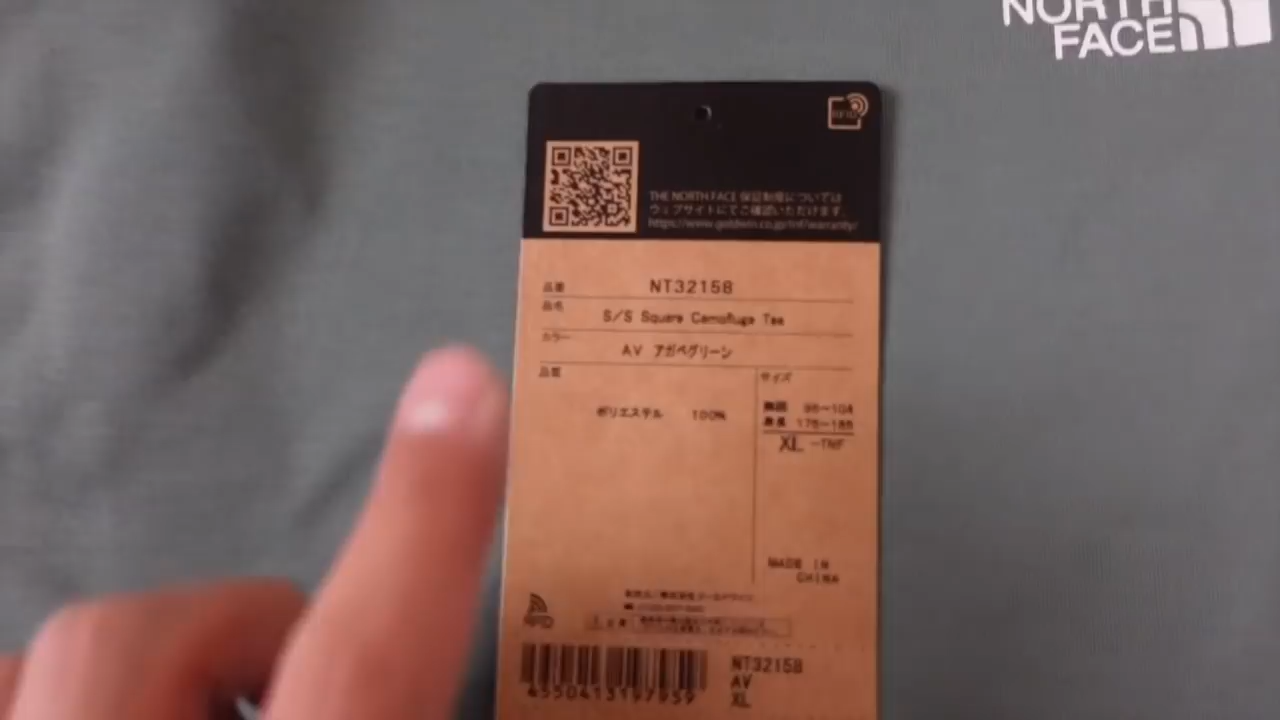 NORTH
FACE
RFID
THE NORTH FACE 保証制度については
ウェブサイトにてご確認いただけます。
https://www.goldwin.co.jp/tnf/warranty/
品番 NT32158
品名 S/S Square Camofluge Tee
カラー AV アガベグリーン
品質 サイズ
ポリエステル 100%
胸囲 96~104
身長 175~185
XL -TNF
MADE IN
CHINA
RFID
NT32158
AV
XL